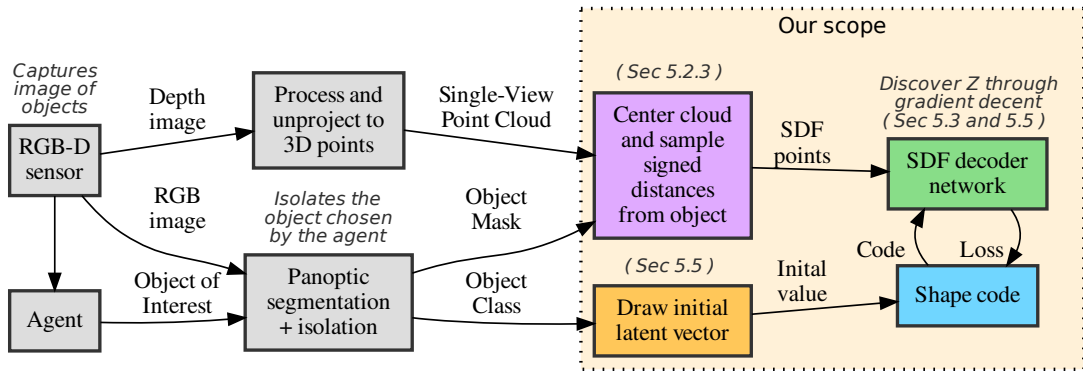 Our scope
Captures
image of
objects
RGB-D
sensor
Depth
image
Process and
unproject to
3D points
Single-View
Point Cloud
( Sec 5.2.3 )
Center cloud
and sample
signed
distances
from object
SDF
points
Discover Z through
gradient decent
( Sec 5.3 and 5.5 )
SDF decoder
network
RGB
image
Isolates the
object chosen
by the agent
Object
Mask
Agent
Object of
Interest
Panoptic
segmentation
+ isolation
Object
Class
( Sec 5.5 )
Draw initial
latent vector
Inital
value
Code
Loss
Shape code